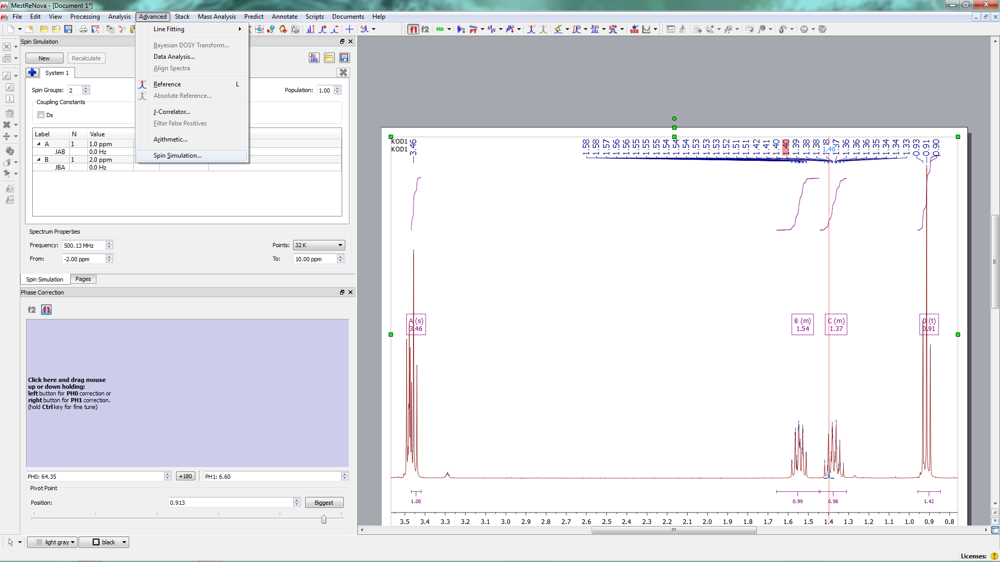 MestReNova - [Document 1*]
File Edit View Processing Analysis Advanced Stack Mass Analysis Predict Annotate Scripts Documents Help
f1 f2 FID FT GSD
Spin Simulation
New Recalculate
System 1
Spin Groups: 2 Population: 1.00
Coupling Constants
Ds
Label N Value
A 1 1.0 ppm
JAB 0.0 Hz
B 1 2.0 ppm
JBA 0.0 Hz
Line Fitting
Bayesian DOSY Transform...
Data Analysis...
Align Spectra
Reference L
Absolute Reference...
J-Correlator...
Filter False Positives
Arithmetic...
Spin Simulation...
Spectrum Properties
Frequency: 500.13 MHz Points: 32 K
From: -2.00 ppm To: 10.00 ppm
Spin Simulation Pages
Phase Correction
f2 f1
Click here and drag mouse
up or down holding:
left button for PH0 correction or
right button for PH1 correction.
(hold Ctrl key for fine tune)
PH0: 64.35 +180 PH1: 6.60
Pivot Point
Position: 0.913 Biggest
light gray black
KOD1
KOD1
3.46 1.58 1.58 1.57 1.56 1.56 1.55 1.55 1.55 1.54 1.54 1.54 1.53 1.53 1.53 1.52 1.51 1.51 1.42 1.41 1.40 1.40 1.39 1.38 1.38 1.38 1.37 1.36 1.36 1.36 1.35 1.34 1.34 1.33 0.93 0.91 0.90
1.40
A (s)
3.46
B (m)
1.54
C (m)
1.37
D (t)
0.91
1.00 0.99 0.98 1.42
3.5 3.4 3.3 3.2 3.1 3.0 2.9 2.8 2.7 2.6 2.5 2.4 2.3 2.2 2.1 2.0 1.9 1.8 1.7 1.6 1.5 1.4 1.3 1.2 1.1 1.0 0.9 0.8
Licenses: